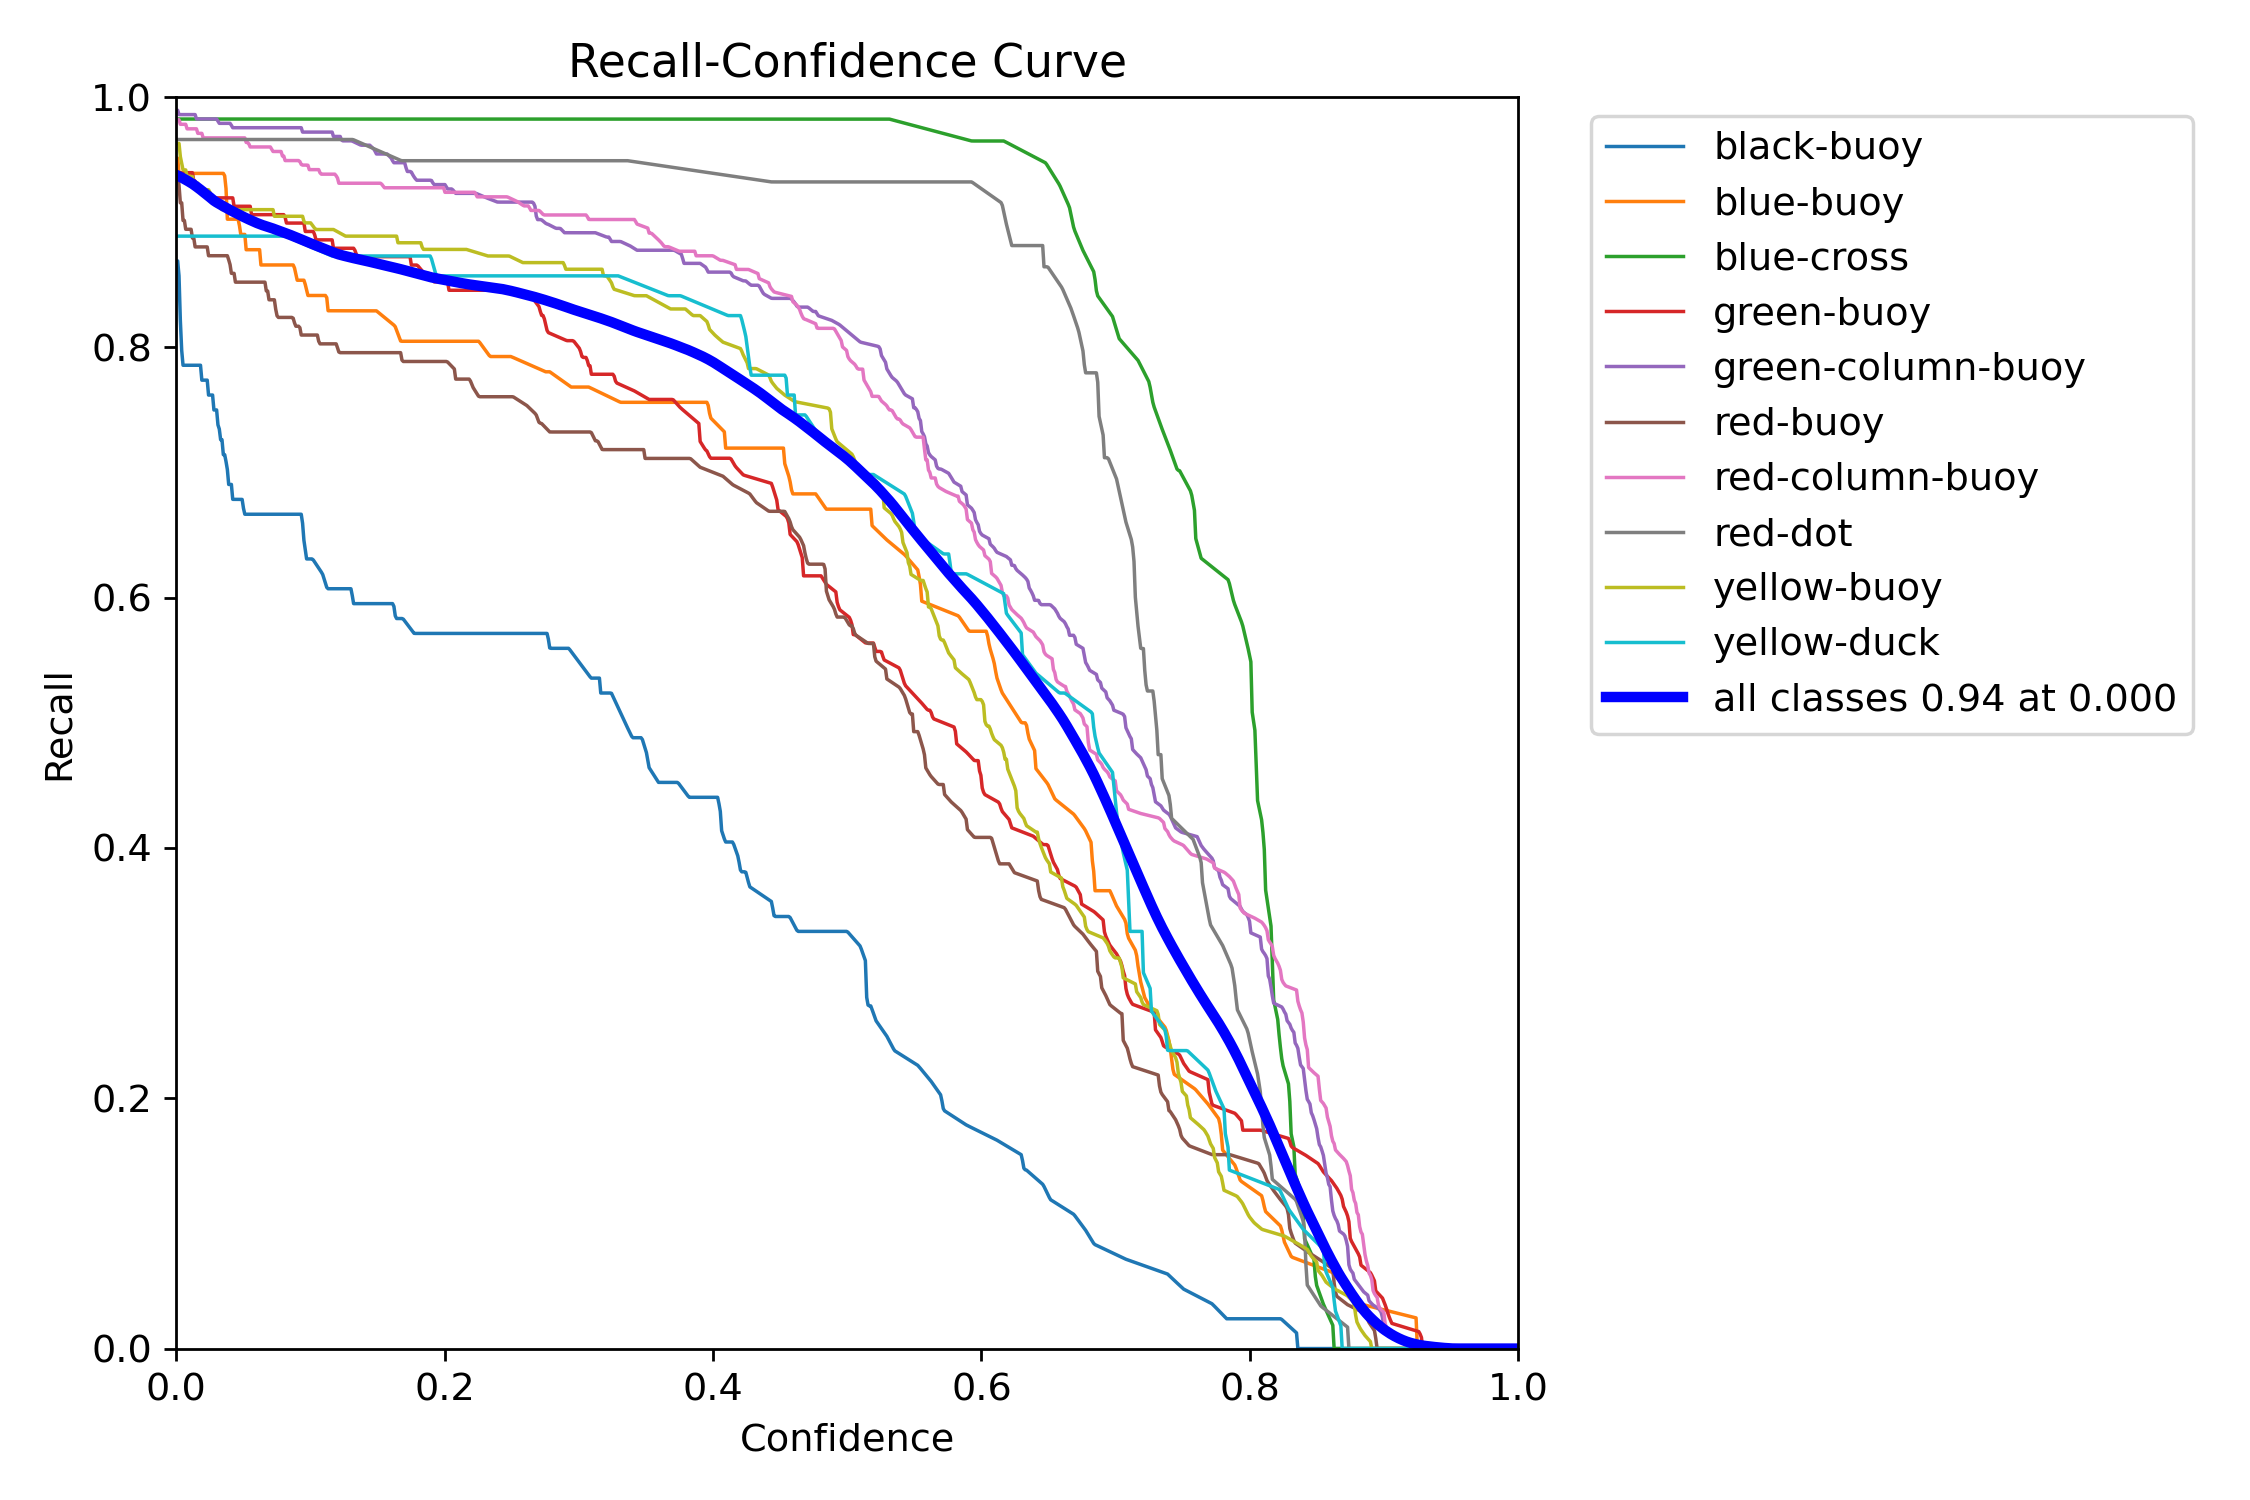 Recall-Confidence Curve
1.0
0.8
0.6
0.4
0.2
0.0
Recall
0.0 0.2 0.4 0.6 0.8 1.0
Confidence
black-buoy
blue-buoy
blue-cross
green-buoy
green-column-buoy
red-buoy
red-column-buoy
red-dot
yellow-buoy
yellow-duck
all classes 0.94 at 0.000